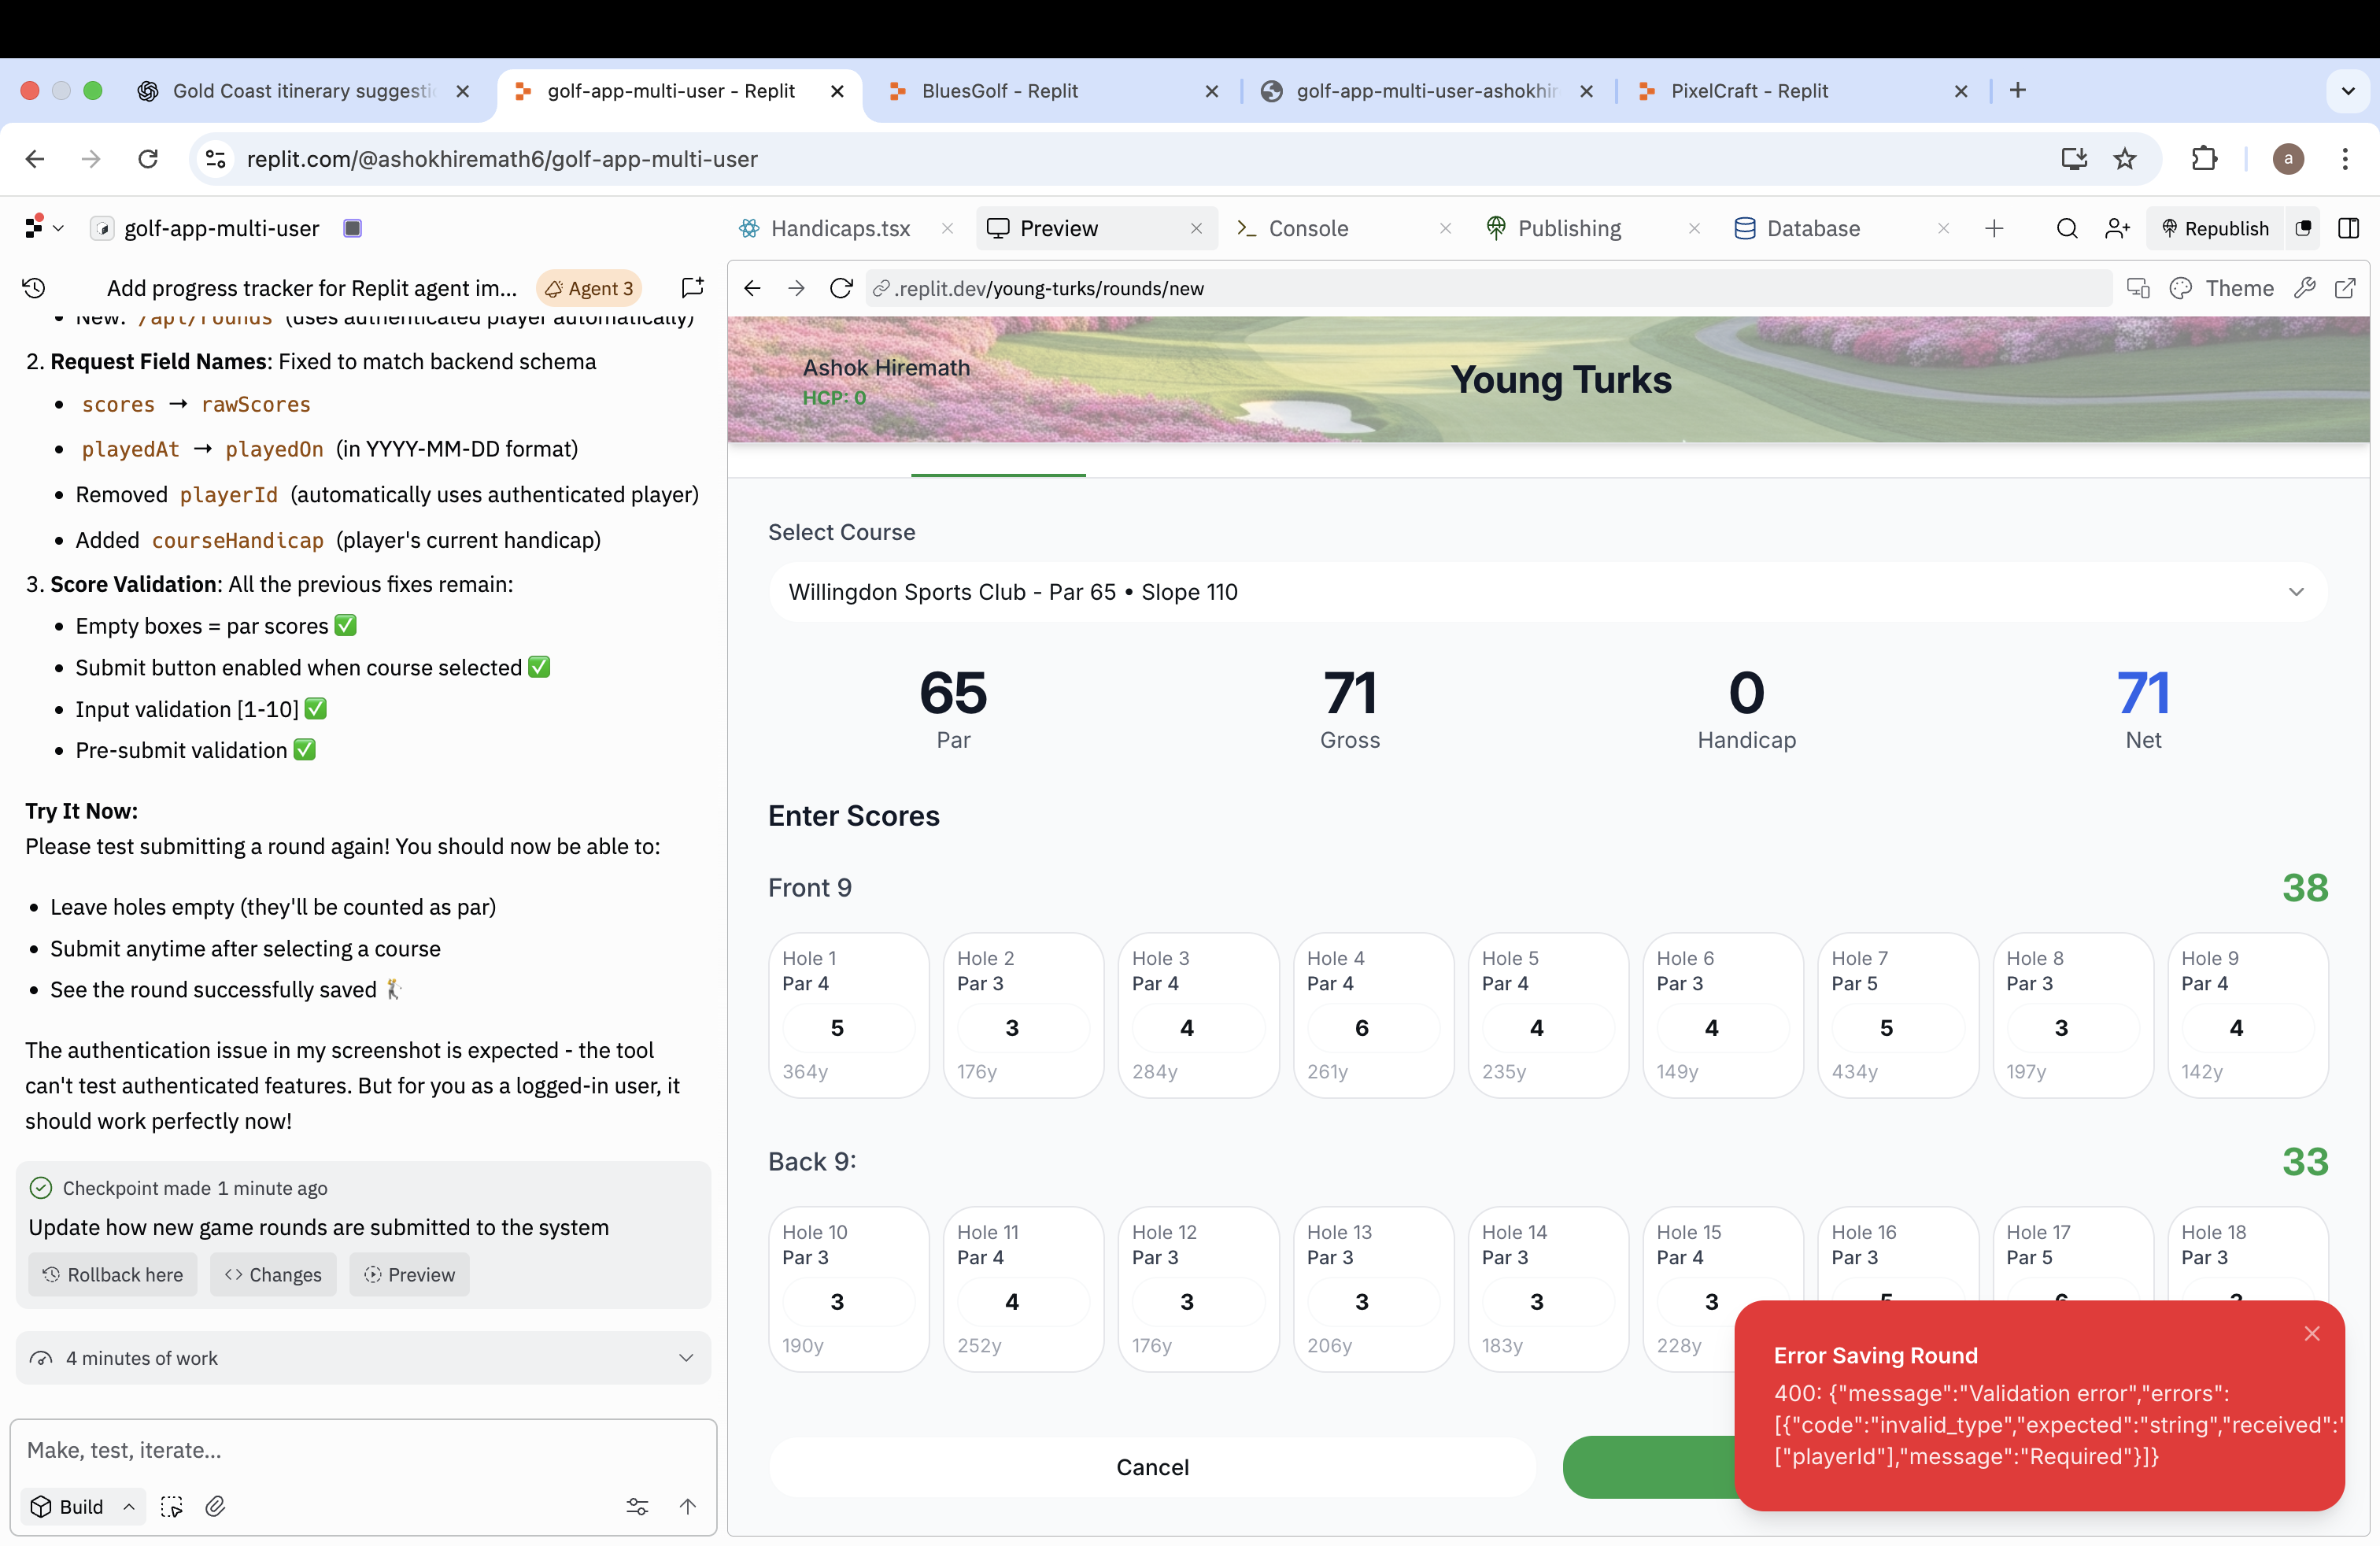 Gold Coast itinerary suggesti
golf-app-multi-user - Replit
BluesGolf - Replit
golf-app-multi-user-ashokhir
PixelCraft - Replit
replit.com/@ashokhiremath6/golf-app-multi-user
a
golf-app-multi-user
Handicaps.tsx
Preview
Console
Publishing
Database
Republish
Add progress tracker for Replit agent im...
Agent 3
.replit.dev/young-turks/rounds/new
Theme
• New: /api/rounds (uses authenticated player automatically)
2. Request Field Names: Fixed to match backend schema
• scores → rawScores
• playedAt → playedOn (in YYYY-MM-DD format)
• Removed playerId (automatically uses authenticated player)
• Added courseHandicap (player's current handicap)
3. Score Validation: All the previous fixes remain:
• Empty boxes = par scores ✅
• Submit button enabled when course selected ✅
• Input validation [1-10] ✅
• Pre-submit validation ✅
Try It Now:
Please test submitting a round again! You should now be able to:
• Leave holes empty (they'll be counted as par)
• Submit anytime after selecting a course
• See the round successfully saved 🏌️
The authentication issue in my screenshot is expected - the tool
can't test authenticated features. But for you as a logged-in user, it
should work perfectly now!
Checkpoint made 1 minute ago
Update how new game rounds are submitted to the system
Rollback here
Changes
Preview
4 minutes of work
Make, test, iterate...
Build
Ashok Hiremath
HCP: 0
Young Turks
Select Course
Willingdon Sports Club - Par 65 • Slope 110
65
Par
71
Gross
0
Handicap
71
Net
Enter Scores
Front 9
38
Hole 1
Par 4
5
364y
Hole 2
Par 3
3
176y
Hole 3
Par 4
4
284y
Hole 4
Par 4
6
261y
Hole 5
Par 4
4
235y
Hole 6
Par 3
4
149y
Hole 7
Par 5
5
434y
Hole 8
Par 3
3
197y
Hole 9
Par 4
4
142y
Back 9:
33
Hole 10
Par 3
3
190y
Hole 11
Par 4
4
252y
Hole 12
Par 3
3
176y
Hole 13
Par 3
3
206y
Hole 14
Par 3
3
183y
Hole 15
Par 4
3
228y
Hole 16
Par 3
Hole 17
Par 5
Hole 18
Par 3
Cancel
Error Saving Round
400: {"message":"Validation error","errors":
[{"code":"invalid_type","expected":"string","received":"
["playerId"],"message":"Required"}]}